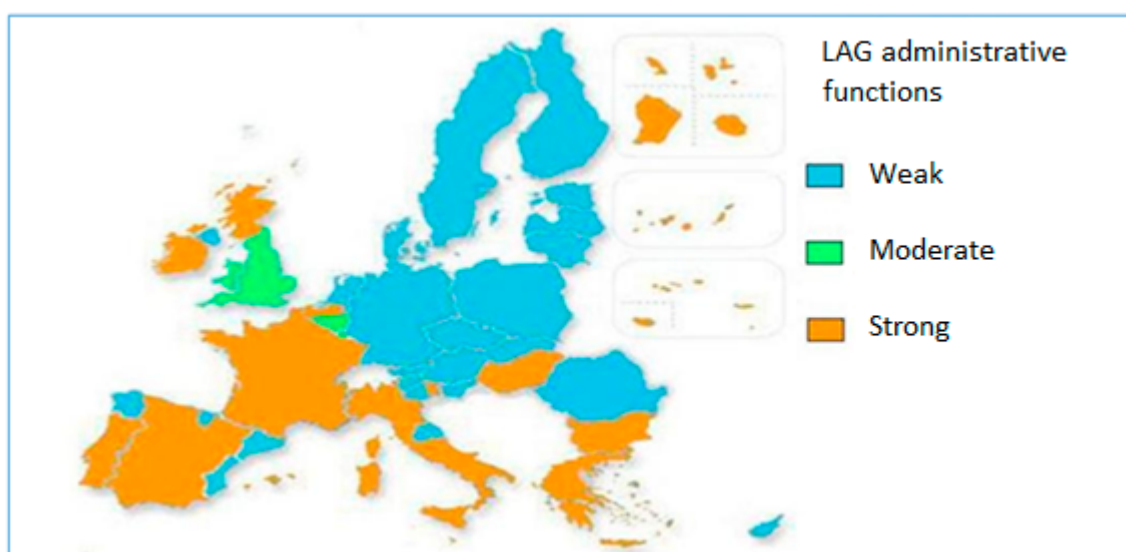 LAG administrative
functions
Weak
Moderate
Strong